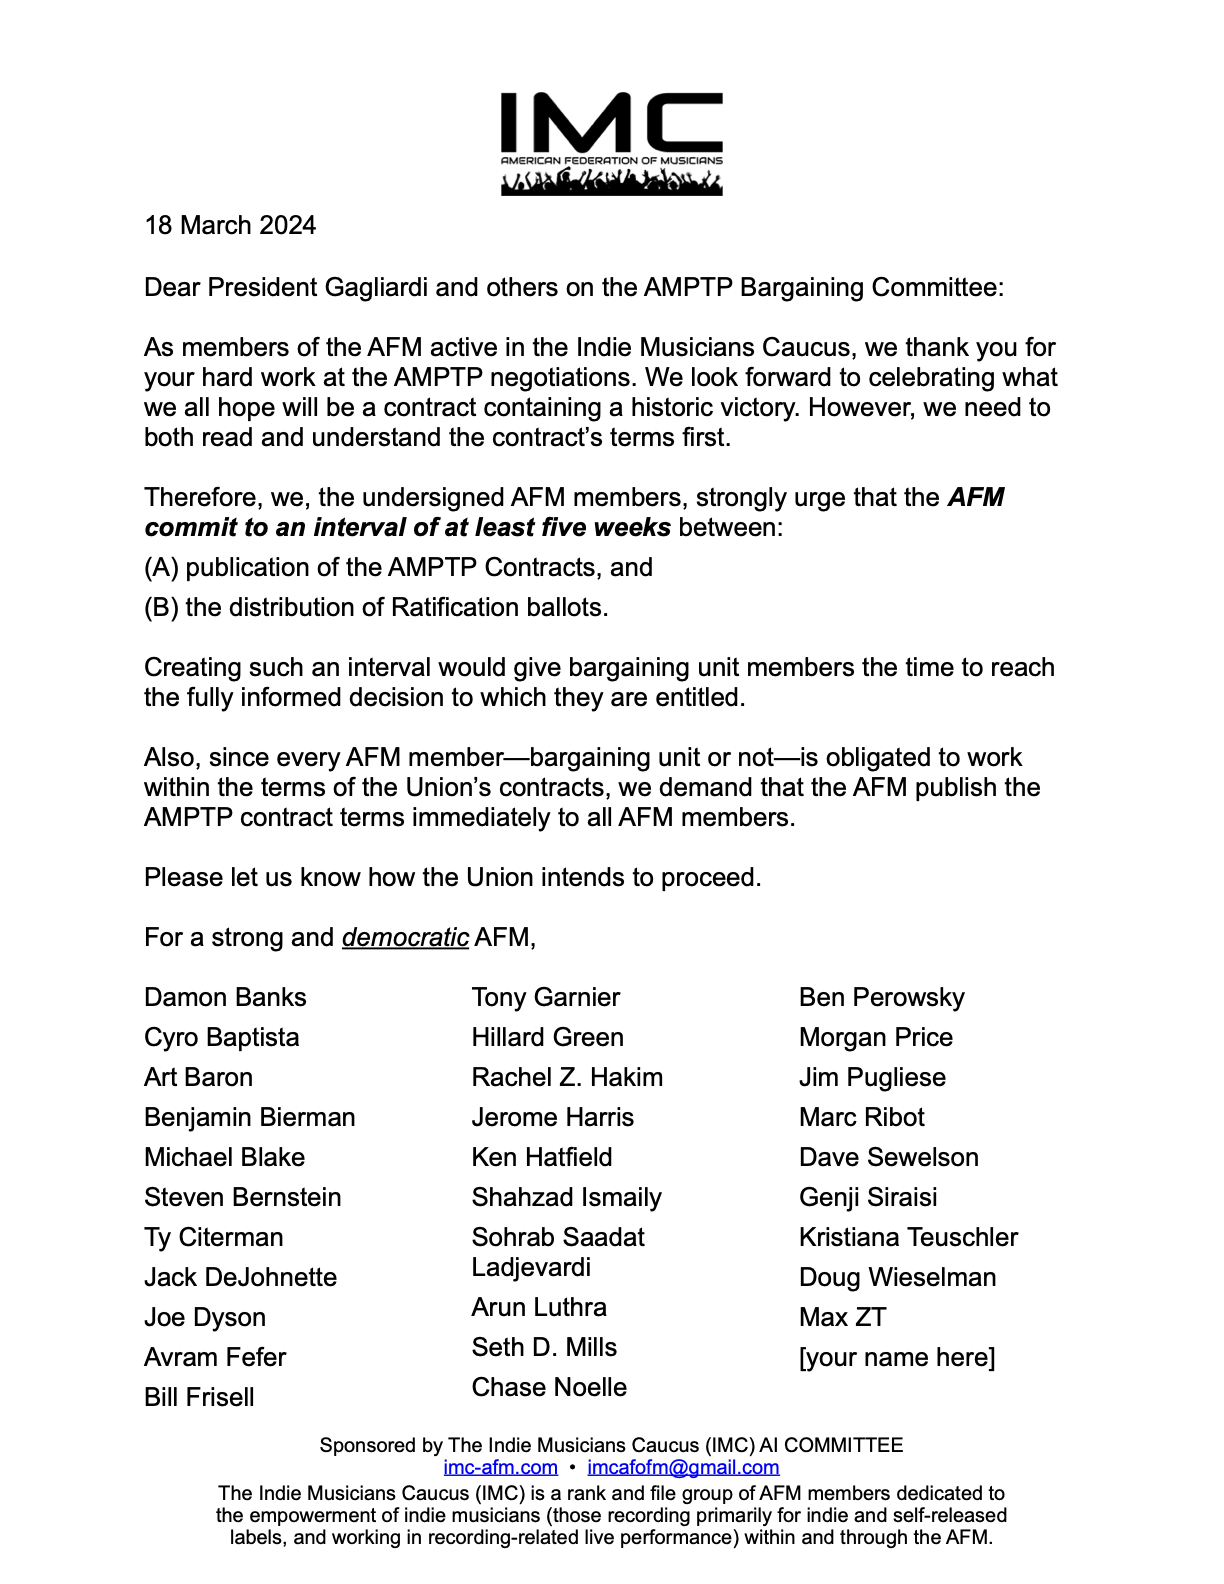 IMC
AMERICAN FEDERATION OF MUSICIANS
18 March 2024
Dear President Gagliardi and others on the AMPTP Bargaining Committee:
As members of the AFM active in the Indie Musicians Caucus, we thank you for
your hard work at the AMPTP negotiations. We look forward to celebrating what
we all hope will be a contract containing a historic victory. However, we need to
both read and understand the contract’s terms first.
Therefore, we, the undersigned AFM members, strongly urge that the AFM
commit to an interval of at least five weeks between:
(A) publication of the AMPTP Contracts, and
(B) the distribution of Ratification ballots.
Creating such an interval would give bargaining unit members the time to reach
the fully informed decision to which they are entitled.
Also, since every AFM member—bargaining unit or not—is obligated to work
within the terms of the Union’s contracts, we demand that the AFM publish the
AMPTP contract terms immediately to all AFM members.
Please let us know how the Union intends to proceed.
For a strong and democratic AFM,
Damon Banks
Cyro Baptista
Art Baron
Benjamin Bierman
Michael Blake
Steven Bernstein
Ty Citerman
Jack DeJohnette
Joe Dyson
Avram Fefer
Bill Frisell
Tony Garnier
Hillard Green
Rachel Z. Hakim
Jerome Harris
Ken Hatfield
Shahzad Ismaily
Sohrab Saadat
Ladjevardi
Arun Luthra
Seth D. Mills
Chase Noelle
Ben Perowsky
Morgan Price
Jim Pugliese
Marc Ribot
Dave Sewelson
Genji Siraisi
Kristiana Teuschler
Doug Wieselman
Max ZT
[your name here]
Sponsored by The Indie Musicians Caucus (IMC) AI COMMITTEE
imc-afm.com • imcafofm@gmail.com
The Indie Musicians Caucus (IMC) is a rank and file group of AFM members dedicated to
the empowerment of indie musicians (those recording primarily for indie and self-released
labels, and working in recording-related live performance) within and through the AFM.